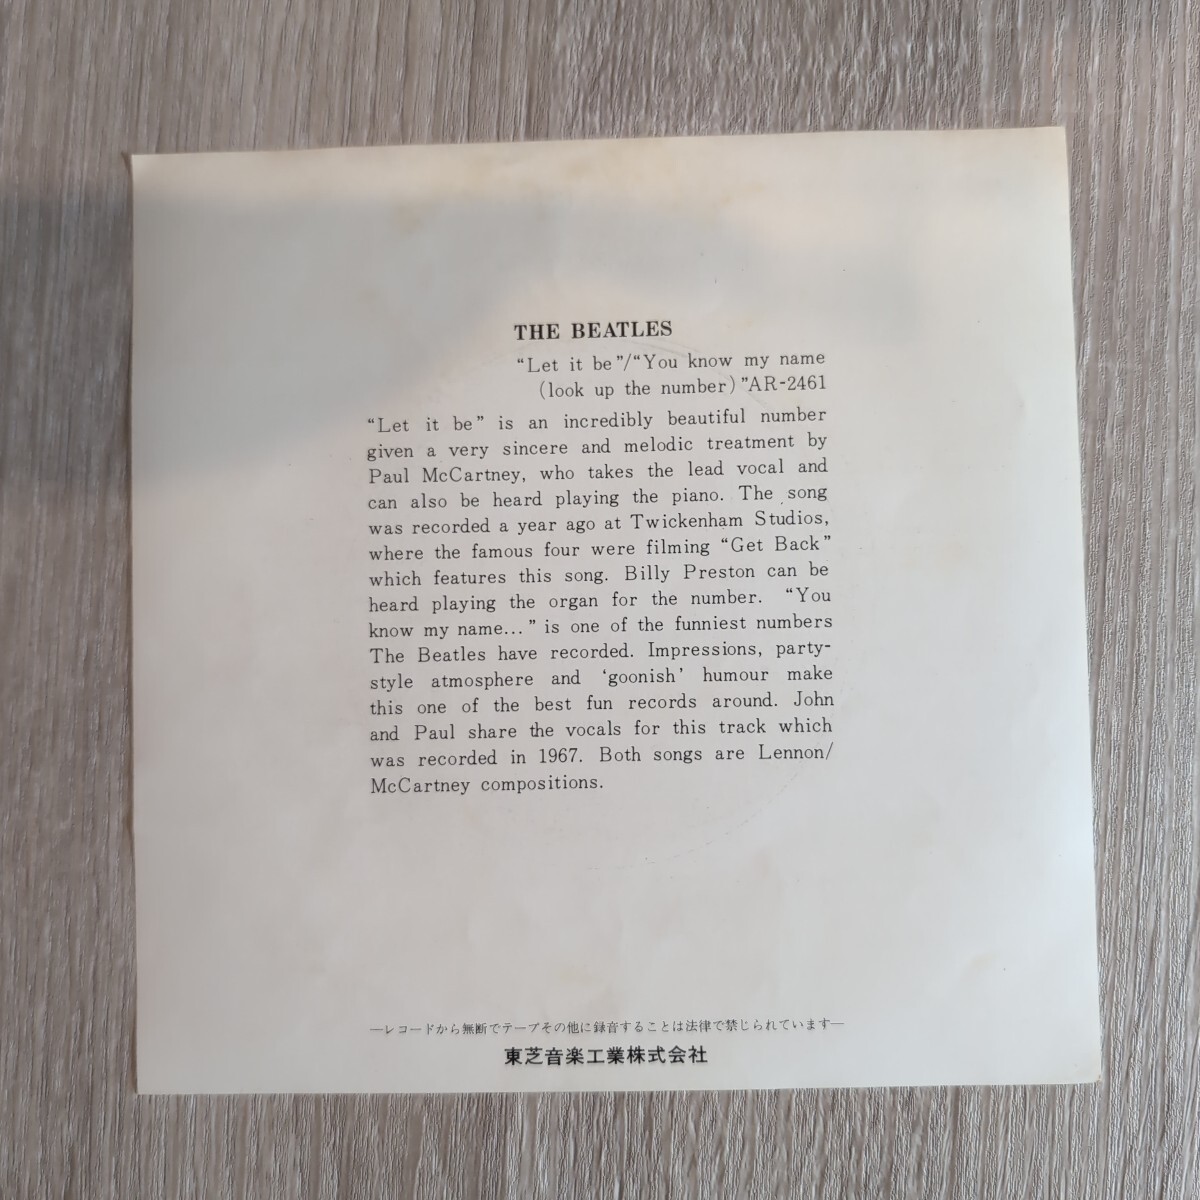 THE BEATLES
“Let it be”/“You know my name
(look up the number)”AR-2461
“Let it be” is an incredibly beautiful number
given a very sincere and melodic treatment by
Paul McCartney, who takes the lead vocal and
can also be heard playing the piano. The song
was recorded a year ago at Twickenham Studios,
where the famous four were filming “Get Back”
which features this song. Billy Preston can be
heard playing the organ for the number. “You
know my name...” is one of the funniest numbers
The Beatles have recorded. Impressions, party-
style atmosphere and ‘goonish’ humour make
this one of the best fun records around. John
and Paul share the vocals for this track which
was recorded in 1967. Both songs are Lennon/
McCartney compositions.
―レコードから無断でテープその他に録音することは法律で禁じられています―
東芝音楽工業株式会社